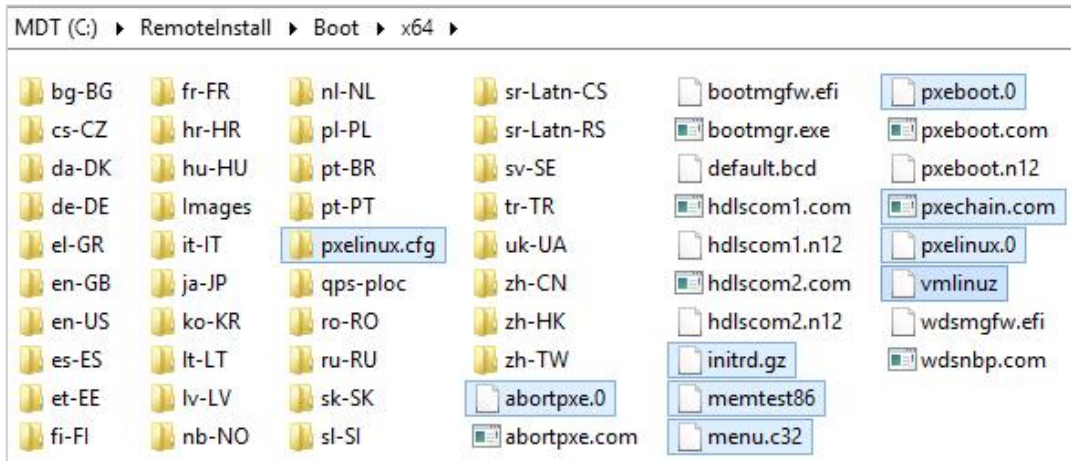 MDT (C:) ▸ RemoteInstall ▸ Boot ▸ x64 ▸
bg-BG
cs-CZ
da-DK
de-DE
el-GR
en-GB
en-US
es-ES
et-EE
fi-FI
fr-FR
hr-HR
hu-HU
Images
it-IT
ja-JP
ko-KR
lt-LT
lv-LV
nb-NO
nl-NL
pl-PL
pt-BR
pt-PT
pxelinux.cfg
qps-ploc
ro-RO
ru-RU
sk-SK
sl-SI
sr-Latn-CS
sr-Latn-RS
sv-SE
tr-TR
uk-UA
zh-CN
zh-HK
zh-TW
abortpxe.0
abortpxe.com
bootmgfw.efi
bootmgr.exe
default.bcd
hdlscom1.com
hdlscom1.n12
hdlscom2.com
hdlscom2.n12
initrd.gz
memtest86
menu.c32
pxeboot.0
pxeboot.com
pxeboot.n12
pxechain.com
pxelinux.0
vmlinuz
wdsmgfw.efi
wdsnbp.com